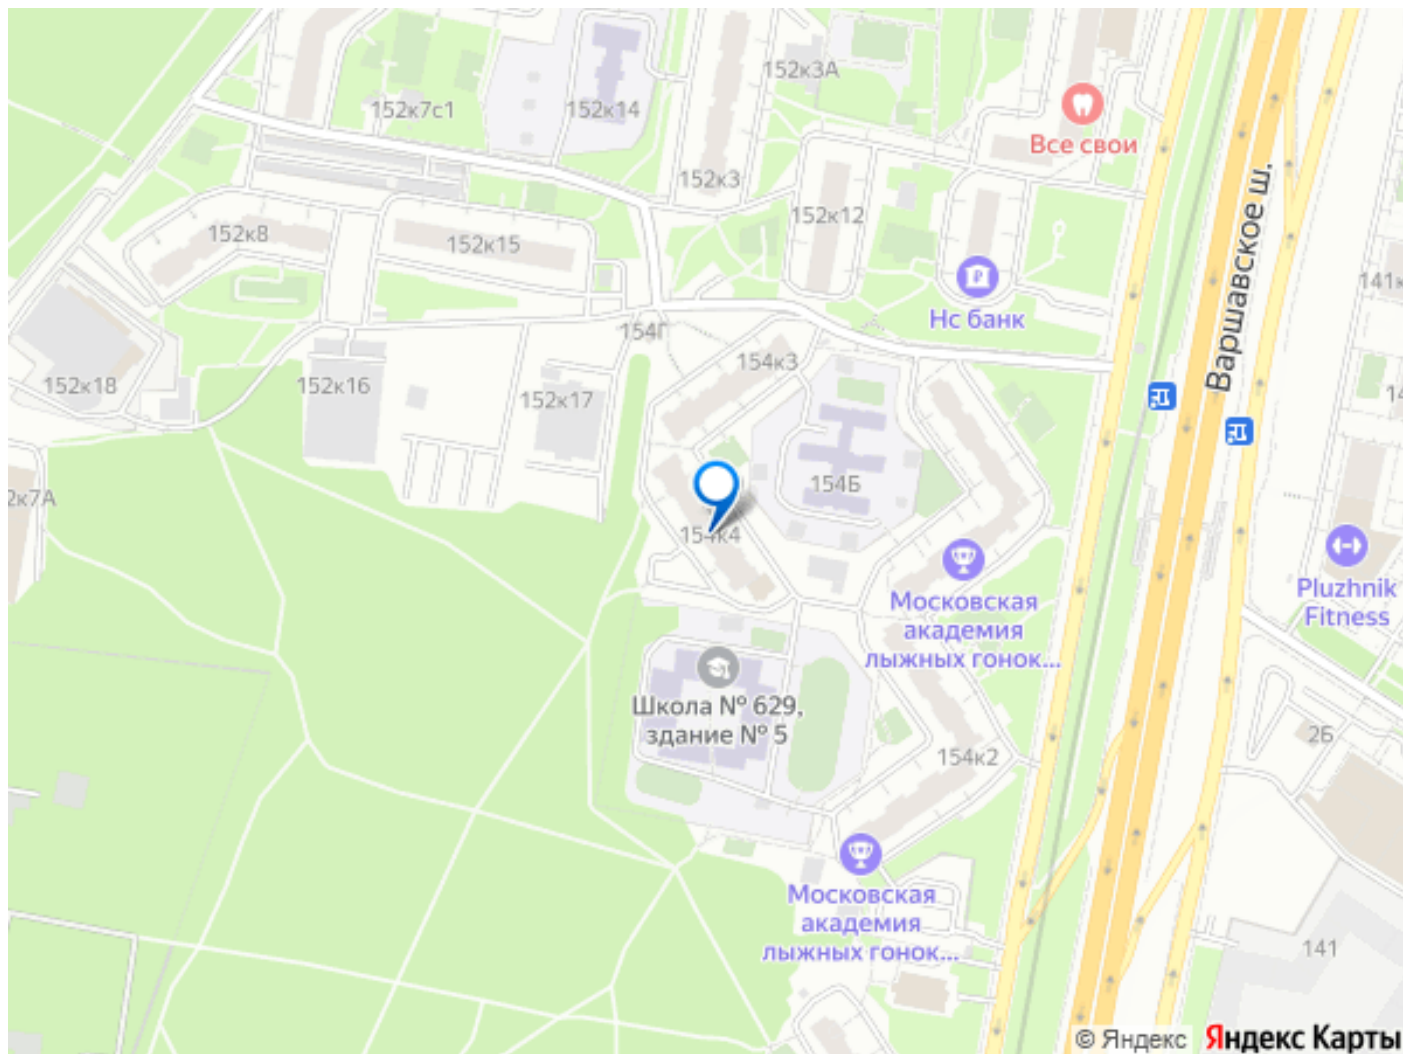 152к3А
152к7с1
152к14
Все свои
152к3
152к12
152к8
152к15
Варшавское ш.
Нс банк
154Г
154к3
152к18
152к16
152к17
154Б
2к7А
154к4
Pluzhnik
Fitness
Московская
академия
лыжных гонок...
Школа № 629,
здание № 5
2Б
154к2
Московская
академия
лыжных гонок...
141
© Яндекс
Яндекс Карты